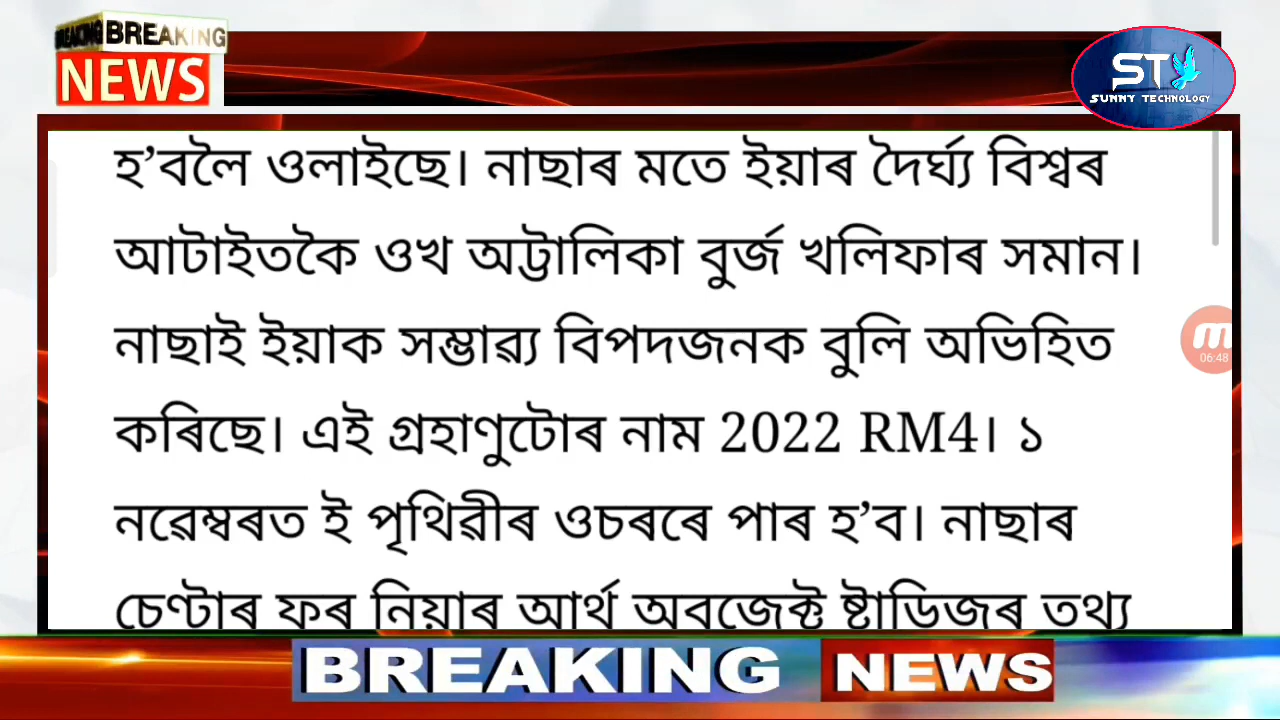 BREAKING
NEWS
ST
SUNNY TECHNOLOGY
হ’বলৈ ওলাইছে। নাছাৰ মতে ইয়াৰ দৈৰ্ঘ্য বিশ্বৰ
আটাইতকৈ ওখ অট্টালিকা বুৰ্জ খলিফাৰ সমান।
নাছাই ইয়াক সম্ভাৱ্য বিপদজনক বুলি অভিহিত
কৰিছে। এই গ্ৰহাণুটোৰ নাম 2022 RM4। ১
নৱেম্বৰত ই পৃথিৱীৰ ওচৰৰে পাৰ হ’ব। নাছাৰ
চেণ্টাৰ ফৰ নিয়াৰ আৰ্থ অবজেক্ট ষ্টাডিজৰ তথ্য
06:48
BREAKING NEWS